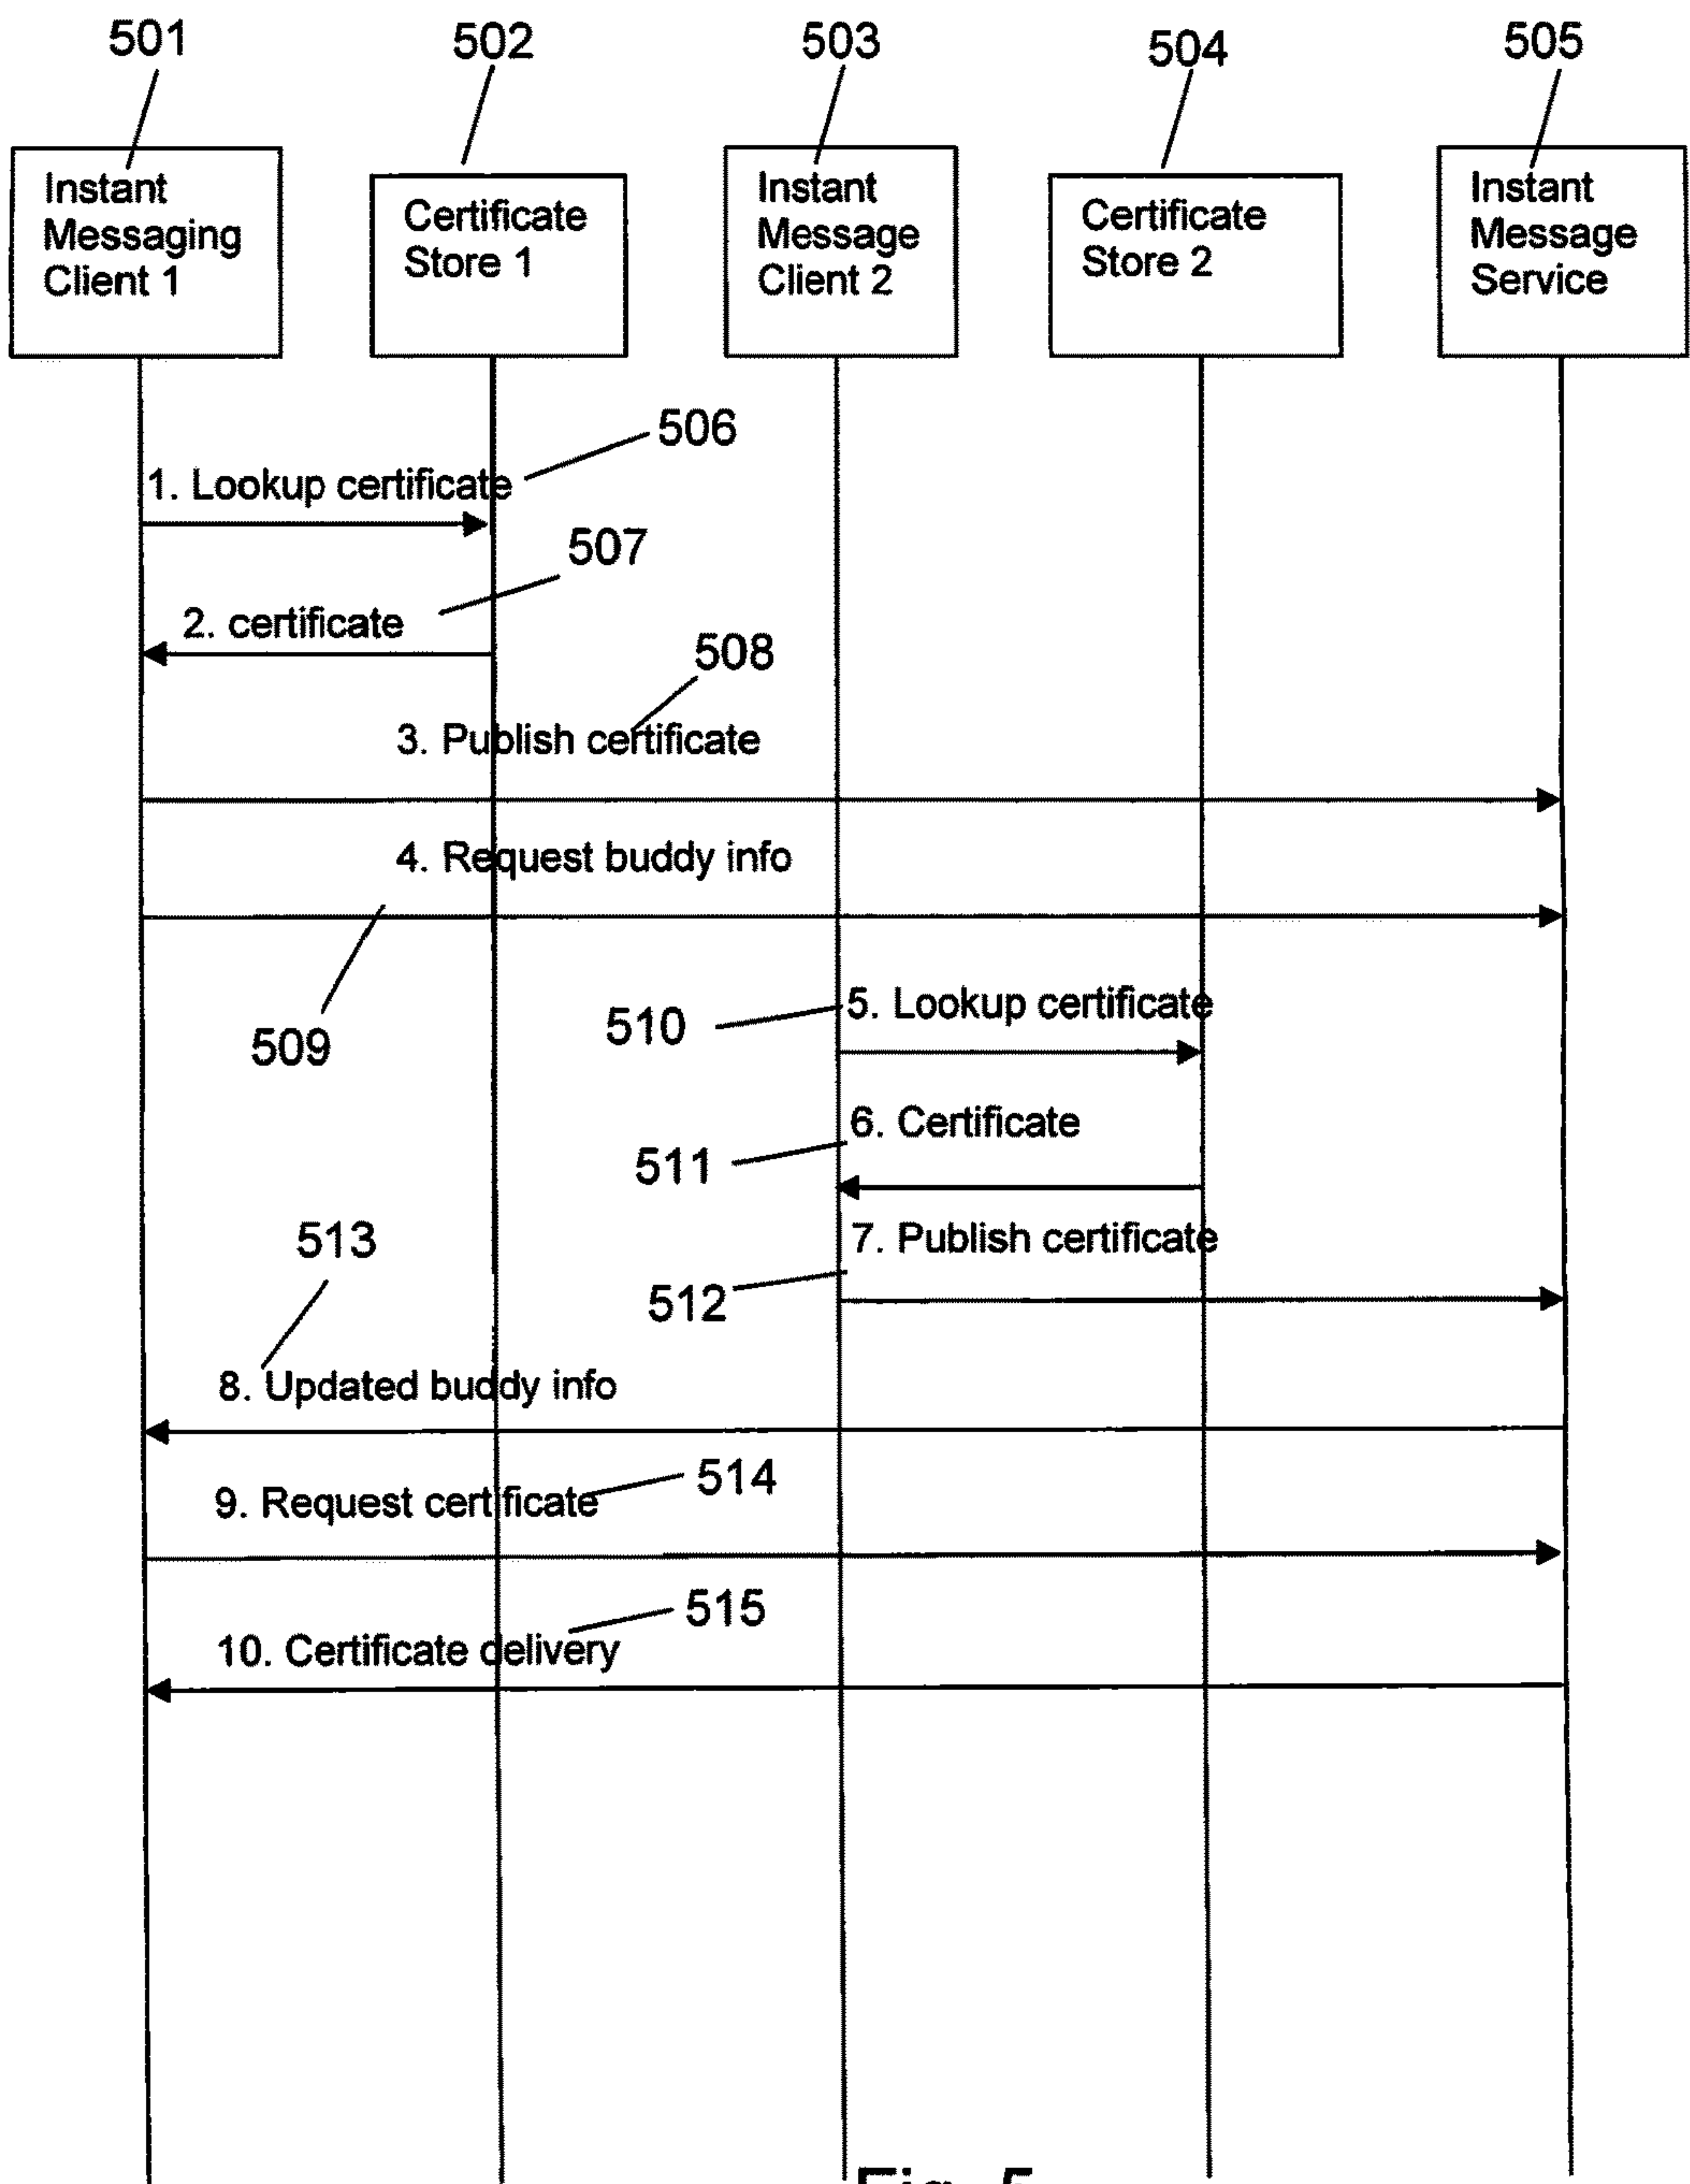 501
502
503
504
505
Instant
Messaging
Client 1
Certificate
Store 1
Instant
Message
Client 2
Certificate
Store 2
Instant
Message
Service
506
1. Lookup certificate
507
2. certificate
508
3. Publish certificate
4. Request buddy info
509
510
5. Lookup certificate
6. Certificate
511
513
7. Publish certificate
512
8. Updated buddy info
514
9. Request certificate
515
10. Certificate delivery
Fig. 5